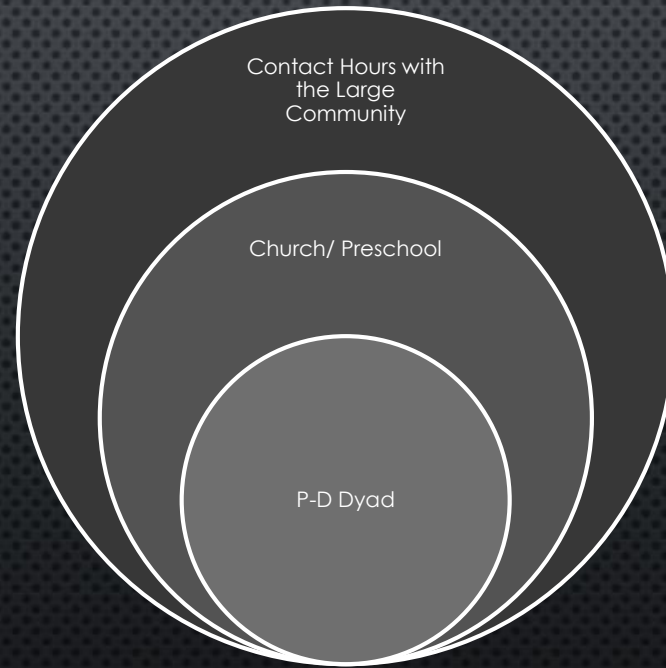 Contact Hours with
the Large
Community
Church/ Preschool
P-D Dyad